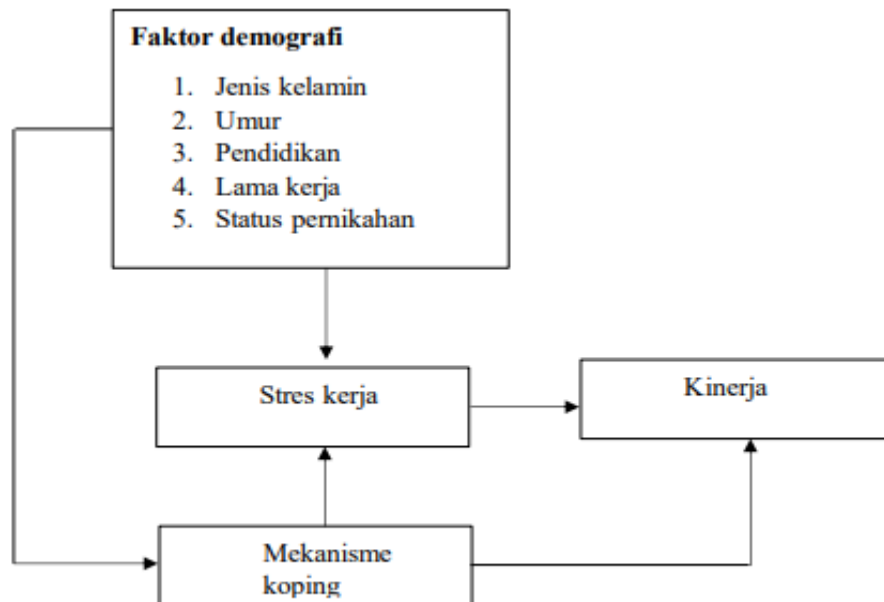 Faktor demografi
1. Jenis kelamin
2. Umur
3. Pendidikan
4. Lama kerja
5. Status pernikahan
Stres kerja
Kinerja
Mekanisme
koping